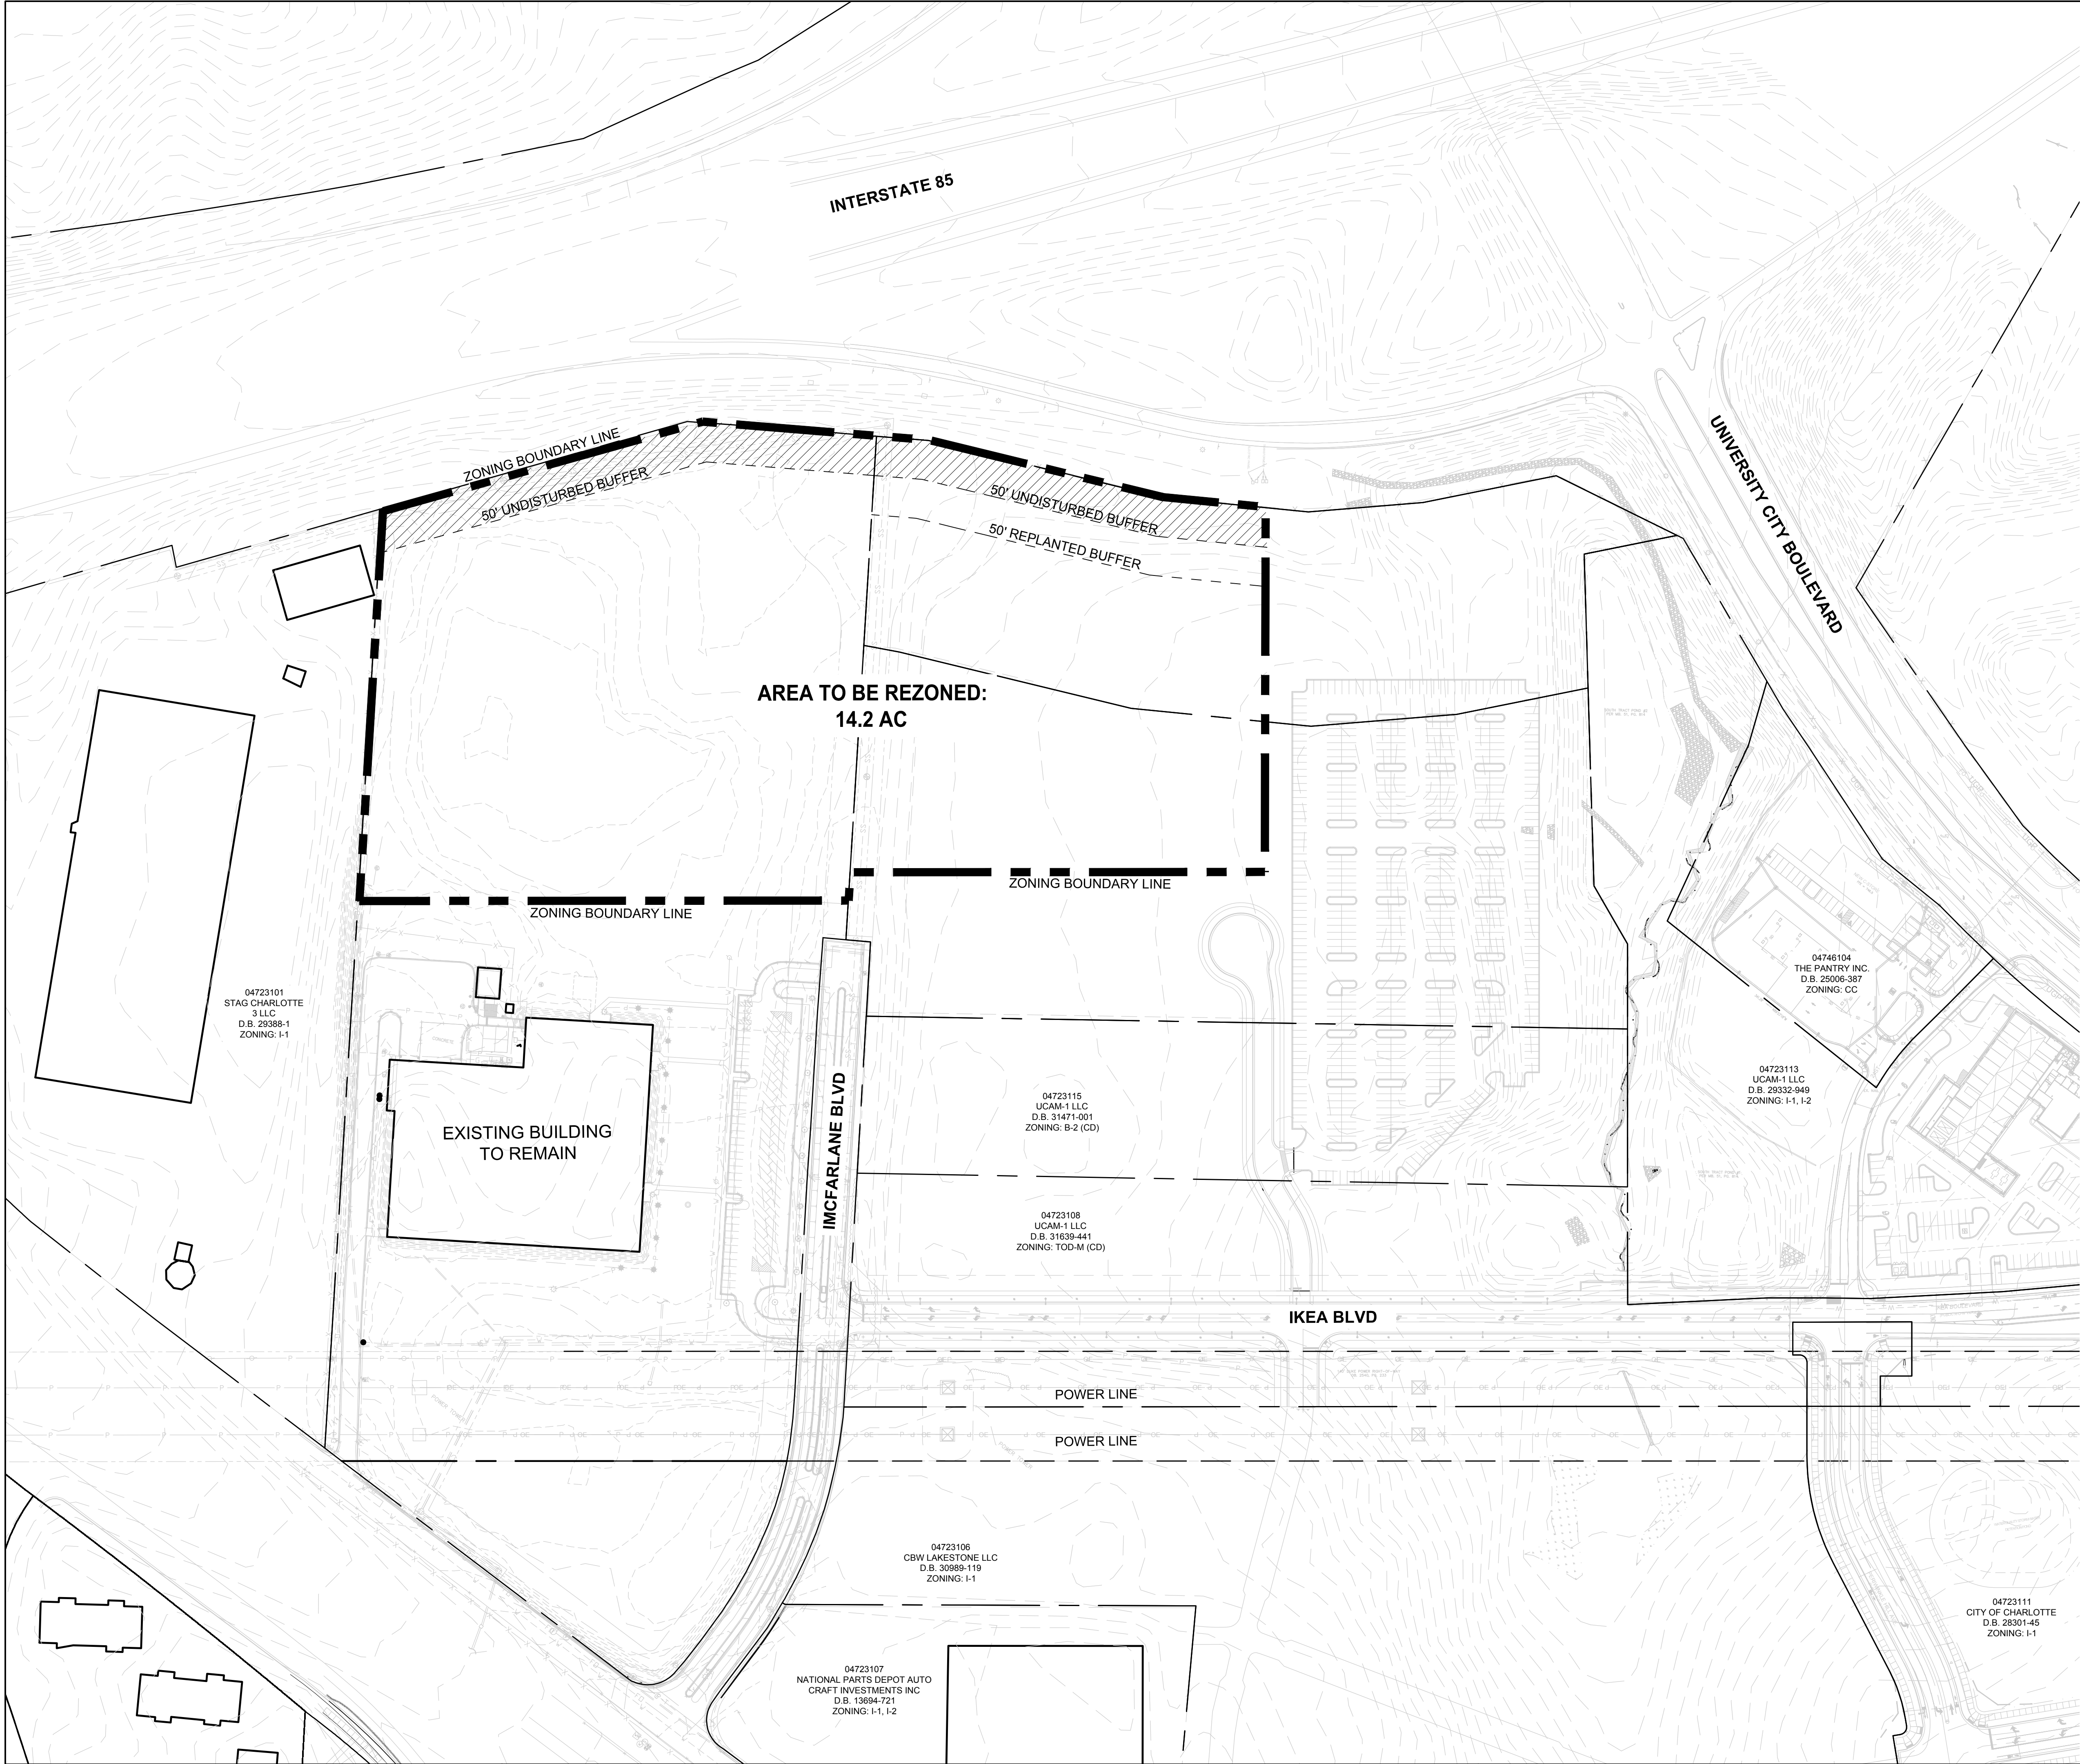 INTERSTATE 85
UNIVERSITY CITY BOULEVARD
ZONING BOUNDARY LINE
50' UNDISTURBED BUFFER
50' UNDISTURBED BUFFER
50' REPLANTED BUFFER
AREA TO BE REZONED:
14.2 AC
ZONING BOUNDARY LINE
ZONING BOUNDARY LINE
04723101
STAG CHARLOTTE
3 LLC
D.B. 29388-1
ZONING: I-1
04746104
THE PANTRY INC.
D.B. 25006-387
ZONING: CC
EXISTING BUILDING
TO REMAIN
IMCFARLANE BLVD
04723115
UCAM-1 LLC
D.B. 31471-001
ZONING: B-2 (CD)
04723113
UCAM-1 LLC
D.B. 29332-949
ZONING: I-1, I-2
04723108
UCAM-1 LLC
D.B. 31639-441
ZONING: TOD-M (CD)
IKEA BLVD
POWER LINE
POWER LINE
04723106
CBW LAKESTONE LLC
D.B. 30989-119
ZONING: I-1
04723111
CITY OF CHARLOTTE
D.B. 28301-45
ZONING: I-1
04723107
NATIONAL PARTS DEPOT AUTO
CRAFT INVESTMENTS INC
D.B. 13694-721
ZONING: I-1, I-2